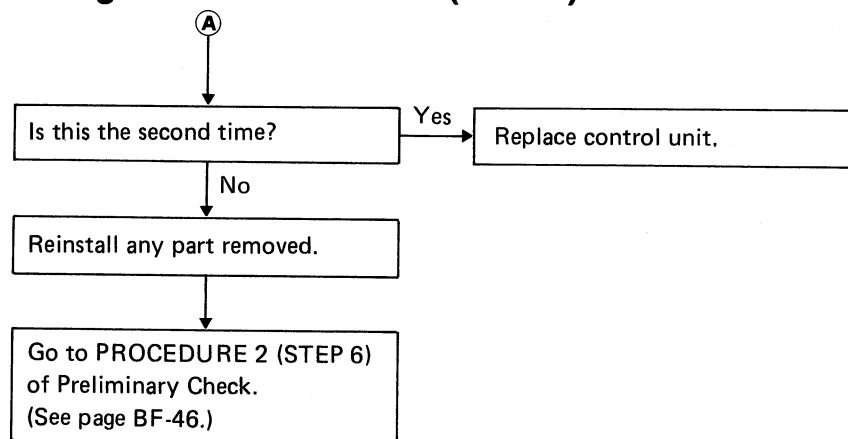 A
Is this the second time?
Yes
Replace control unit.
No
Reinstall any part removed.
Go to PROCEDURE 2 (STEP 6)
of Preliminary Check.
(See page BF-46.)